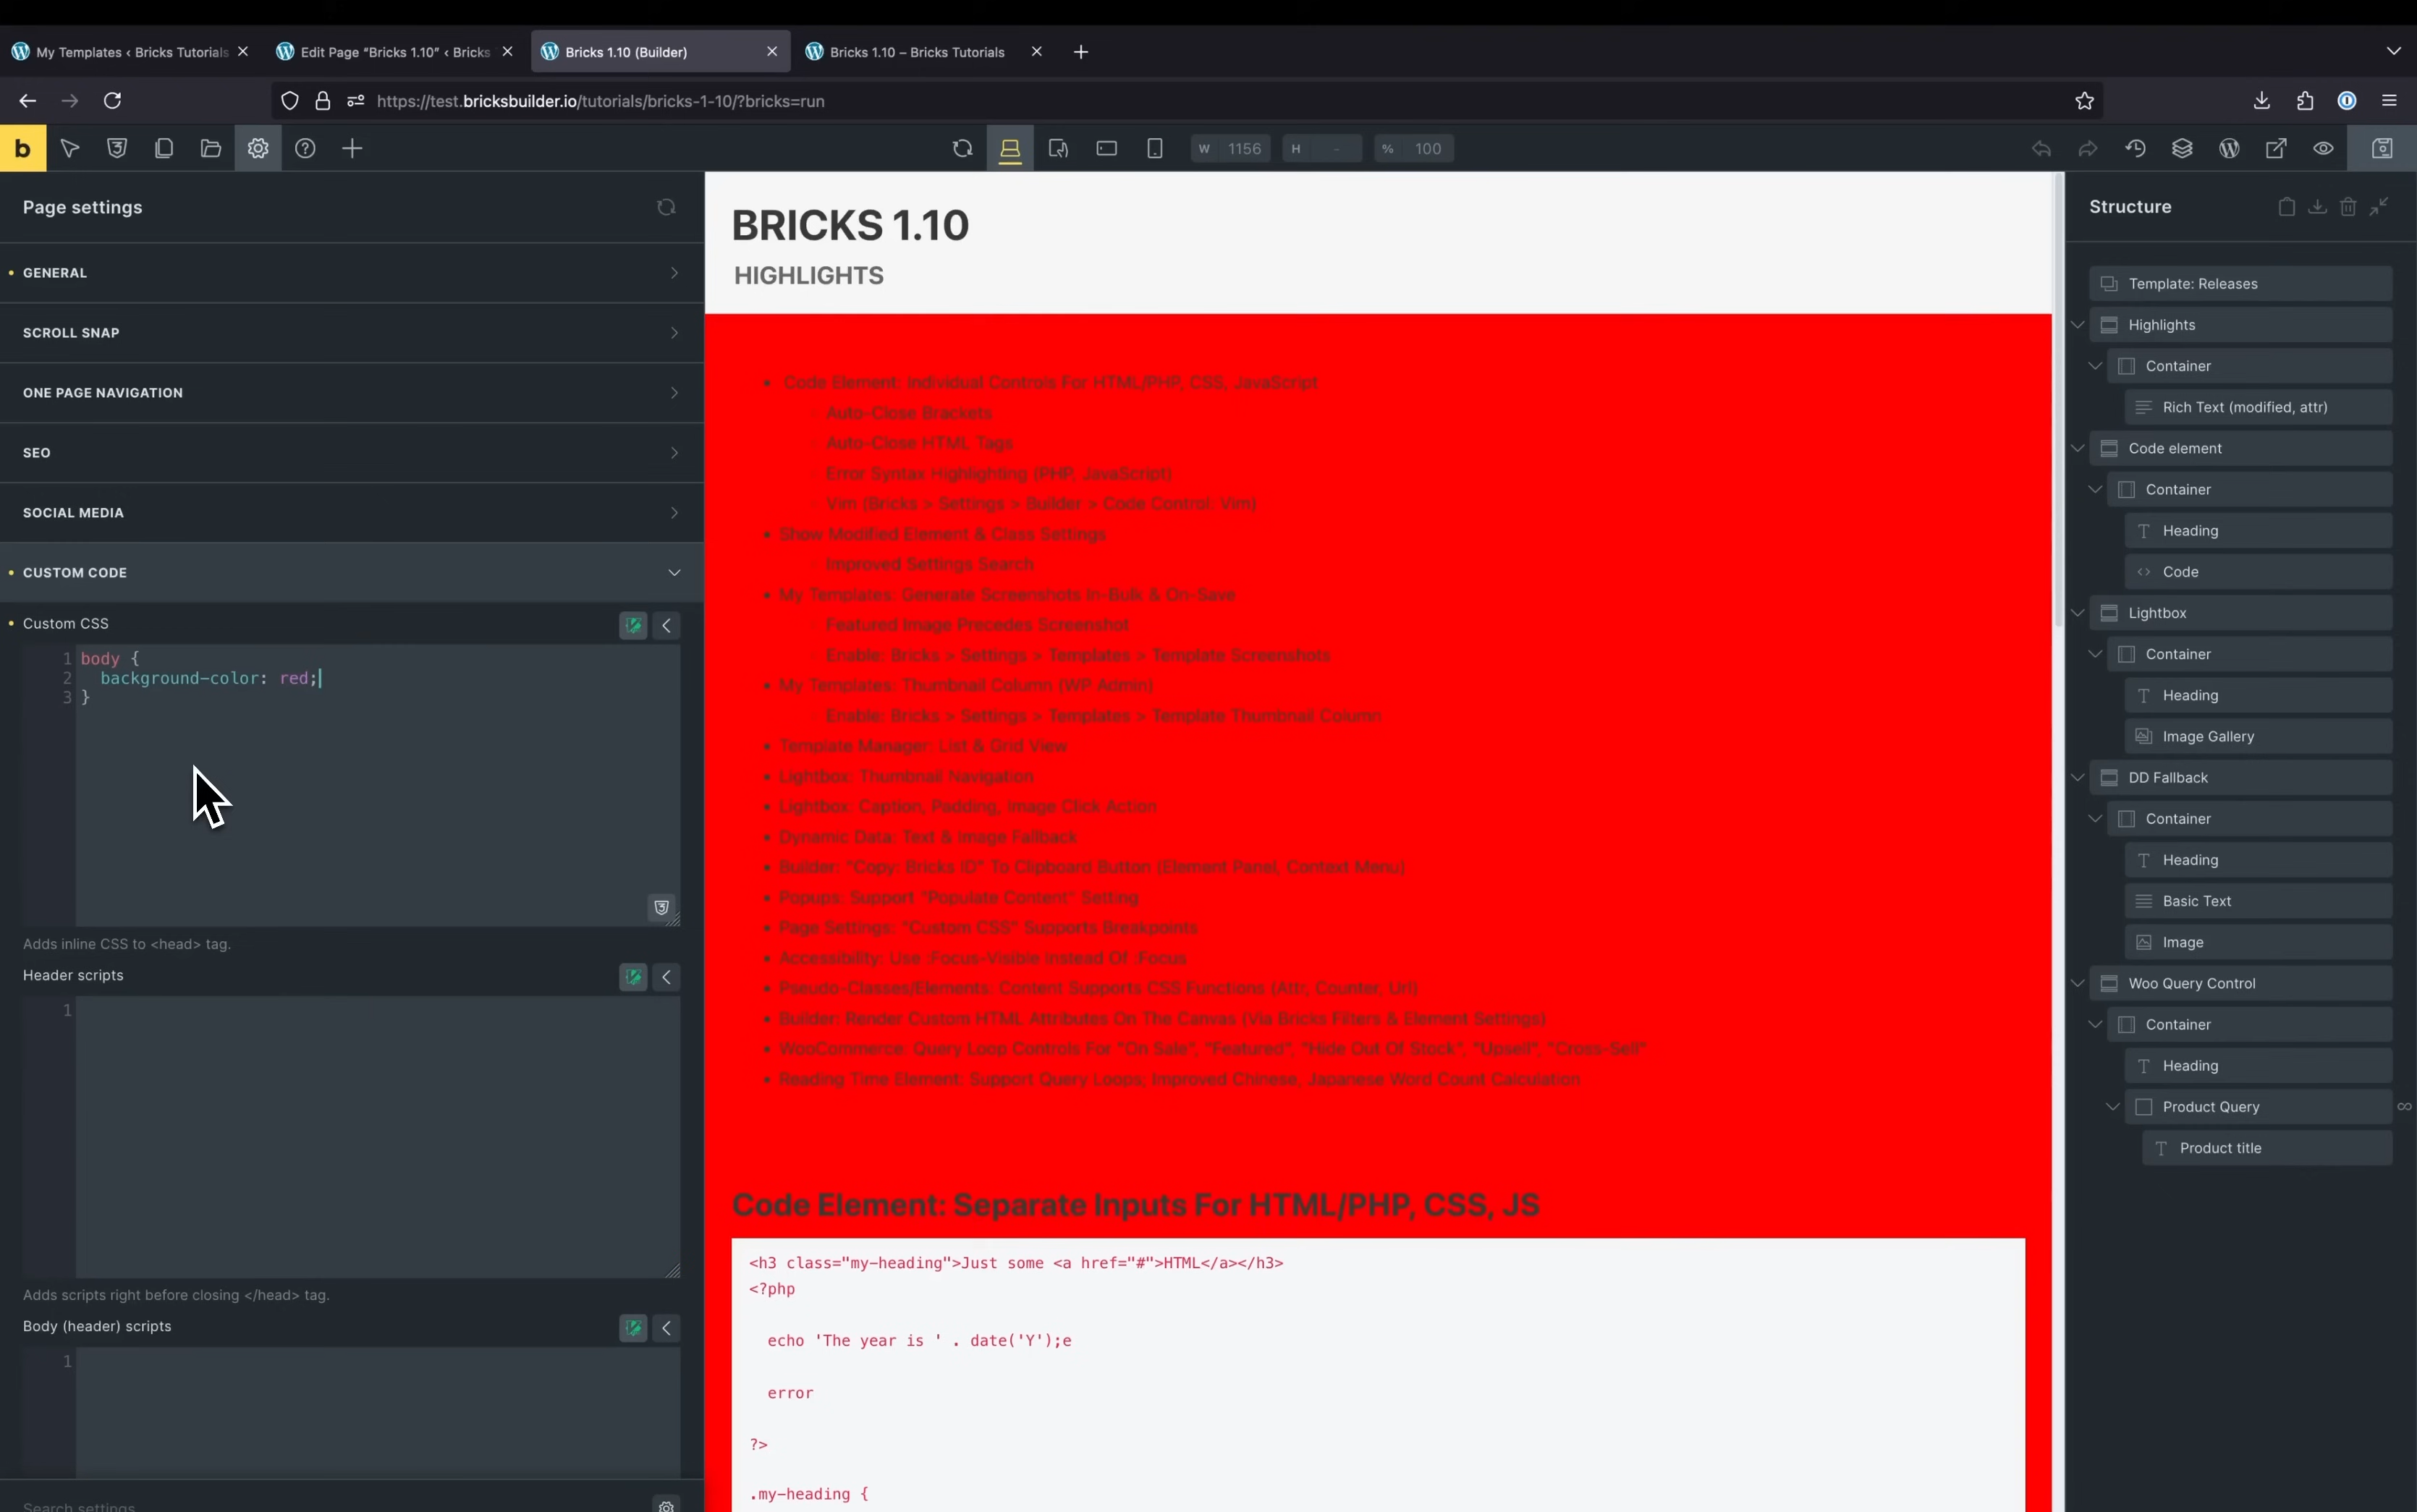 My Templates ‹ Bricks Tutorials
Edit Page “Bricks 1.10” ‹ Bricks
Bricks 1.10 (Builder)
Bricks 1.10 – Bricks Tutorials
https://test.bricksbuilder.io/tutorials/bricks-1-10/?bricks=run
b
W 1156
H -
% 100
Page settings
GENERAL
SCROLL SNAP
ONE PAGE NAVIGATION
SEO
SOCIAL MEDIA
CUSTOM CODE
Custom CSS
1 body {
2 background-color: red;
3 }
Adds inline CSS to <head> tag.
Header scripts
1
Adds scripts right before closing </head> tag.
Body (header) scripts
1
Search settings
BRICKS 1.10
HIGHLIGHTS
• Code Element: Individual Controls For HTML/PHP, CSS, JavaScript
◦ Auto-Close Brackets
◦ Auto-Close HTML Tags
◦ Error Syntax Highlighting (PHP, JavaScript)
◦ Vim (Bricks > Settings > Builder > Code Control: Vim)
• Show Modified Element & Class Settings
◦ Improved Settings Search
• My Templates: Generate Screenshots In-Bulk & On-Save
◦ Featured Image Precedes Screenshot
◦ Enable: Bricks > Settings > Templates > Template Screenshots
• My Templates: Thumbnail Column (WP Admin)
◦ Enable: Bricks > Settings > Templates > Template Thumbnail Column
• Template Manager: List & Grid View
• Lightbox: Thumbnail Navigation
• Lightbox: Caption, Padding, Image Click Action
• Dynamic Data: Text & Image Fallback
• Builder: "Copy: Bricks ID" To Clipboard Button (Element Panel, Context Menu)
• Popups: Support "Populate Content" Setting
• Page Settings: "Custom CSS" Supports Breakpoints
• Accessibility: Use :Focus-Visible Instead Of :Focus
• Pseudo-Classes/Elements: Content Supports CSS Functions (Attr, Counter, Url)
• Builder: Render Custom HTML Attributes On The Canvas (Via Bricks Filters & Element Settings)
• WooCommerce: Query Loop Controls For "On Sale", "Featured", "Hide Out Of Stock", "Upsell", "Cross-Sell"
• Reading Time Element: Support Query Loops; Improved Chinese, Japanese Word Count Calculation
Code Element: Separate Inputs For HTML/PHP, CSS, JS
<h3 class="my-heading">Just some <a href="#">HTML</a></h3>
<?php
echo 'The year is ' . date('Y');e
error
?>
.my-heading {
Structure
Template: Releases
Highlights
Container
Rich Text (modified, attr)
Code element
Container
Heading
Code
Lightbox
Container
Heading
Image Gallery
DD Fallback
Container
Heading
Basic Text
Image
Woo Query Control
Container
Heading
Product Query
Product title